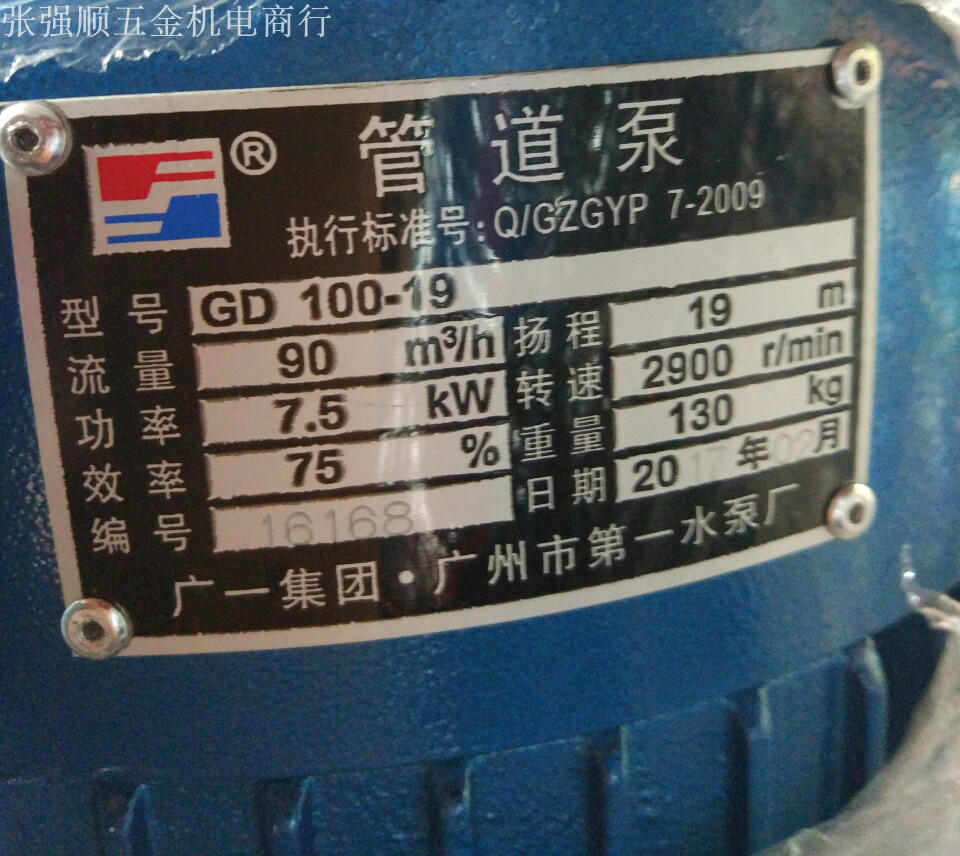 张强顺五金机电商行
® 管道泵
执行标准号: Q/GZGYP 7-2009
型号 GD 100-19
流量 90 m³/h 扬程 19 m
功率 7.5 kW 转速 2900 r/min
效率 75 % 重量 130 kg
编号 16168 日期 2017年02月
广一集团·广州市第一水泵厂